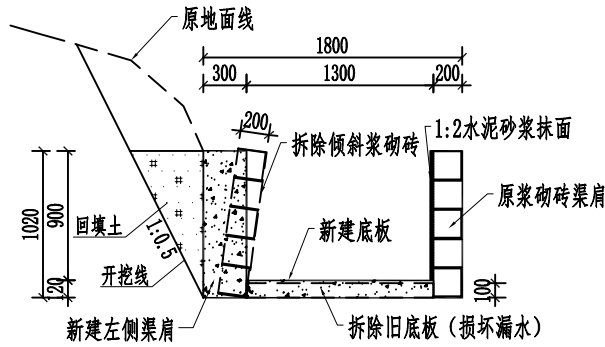 原地面线
1800
300
1300
200
200
拆除倾斜浆砌砖
1:2水泥砂浆抹面
1020
900
120
回填土
1:0.5
新建底板
原浆砌砖渠肩
开挖线
100
新建左侧渠肩
拆除旧底板（损坏漏水）